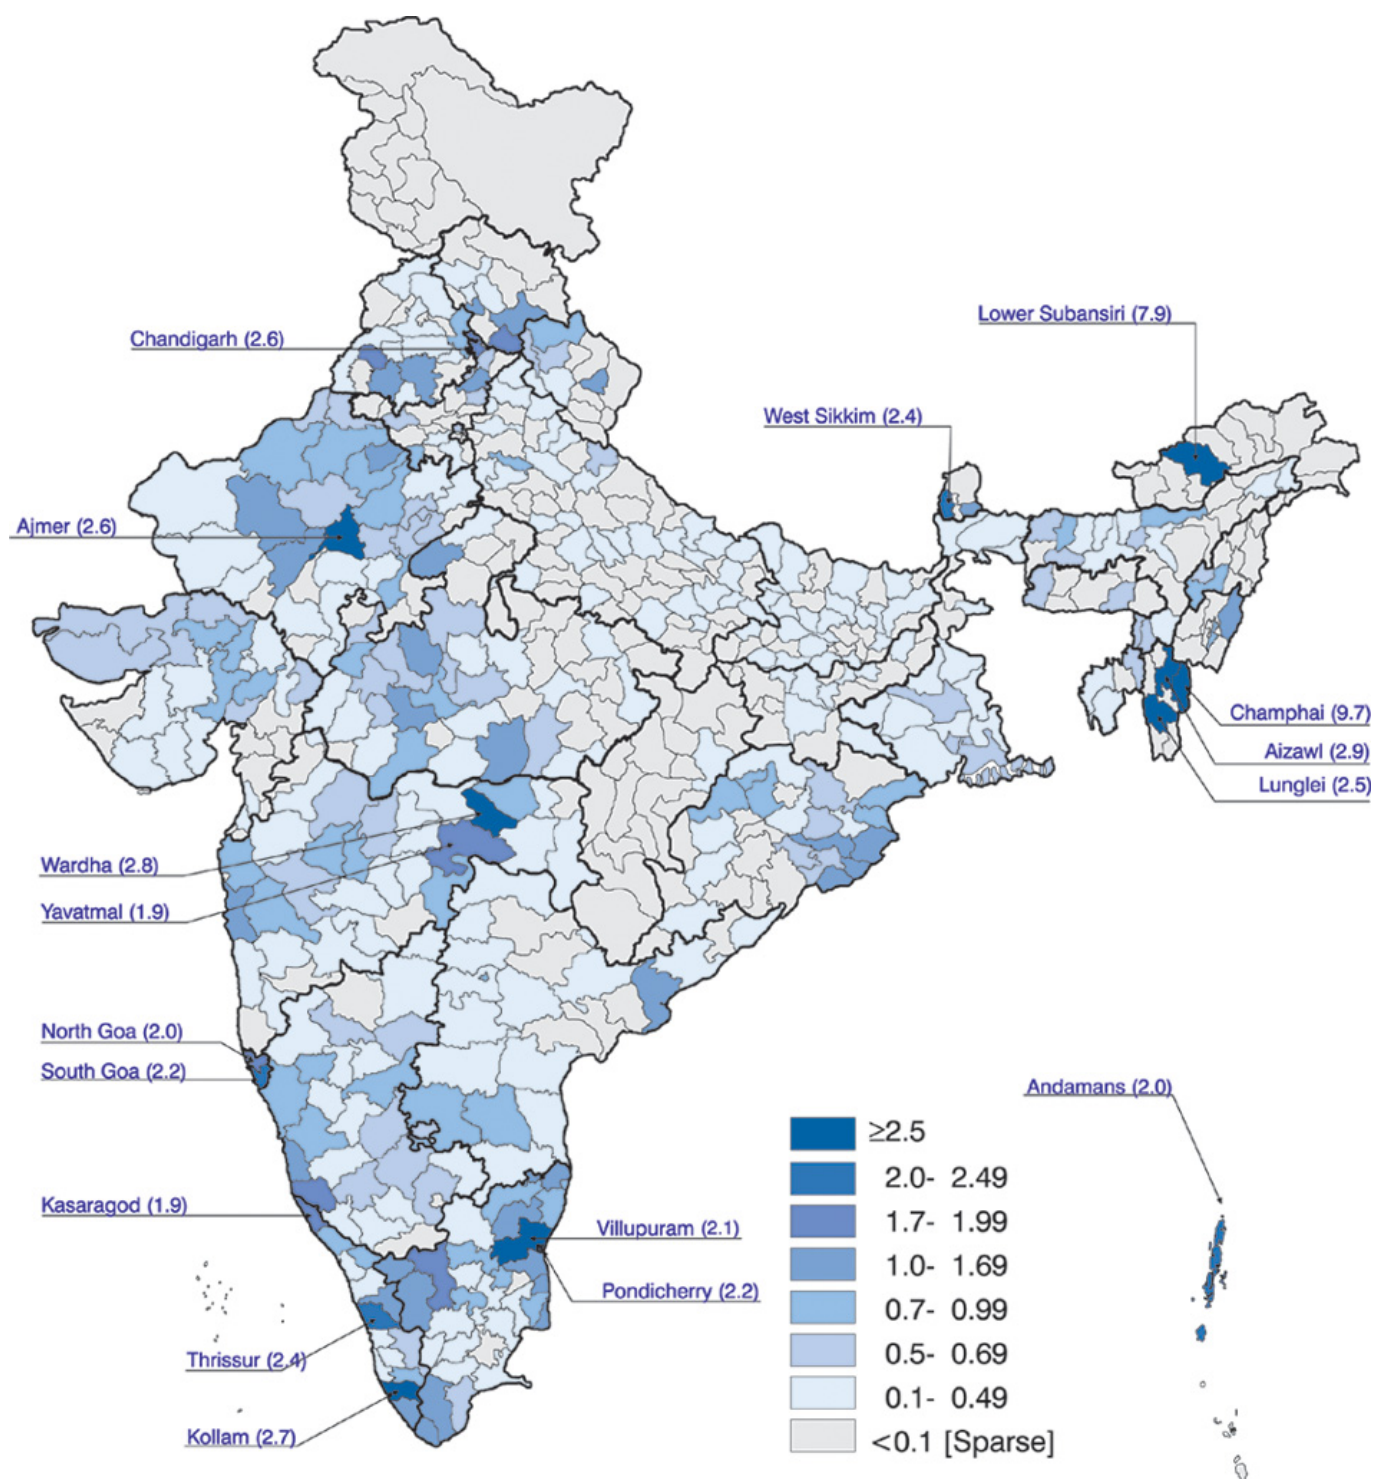 Lower Subansiri (7.9)
Chandigarh (2.6)
West Sikkim (2.4)
Ajmer (2.6)
Champhai (9.7)
Aizawl (2.9)
Lunglei (2.5)
Wardha (2.8)
Yavatmal (1.9)
North Goa (2.0)
South Goa (2.2)
Andamans (2.0)
≥2.5
2.0- 2.49
Kasaragod (1.9)
1.7- 1.99
Villupuram (2.1)
1.0- 1.69
Pondicherry (2.2)
0.7- 0.99
Thrissur (2.4)
0.5- 0.69
0.1- 0.49
Kollam (2.7)
<0.1 [Sparse]